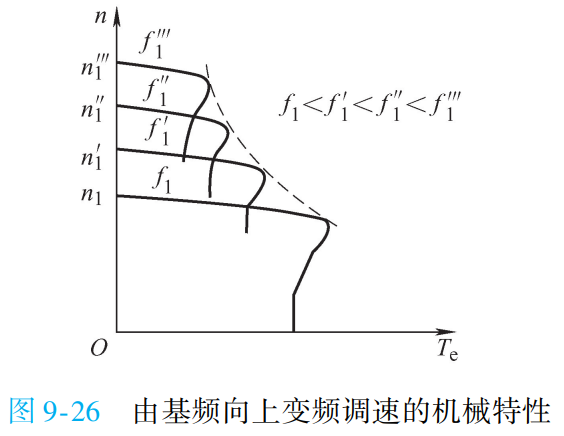 n
f₁‴
n₁‴
f₁″
n₁″
f₁<f₁′<f₁″<f₁‴
f₁′
n₁′
f₁
n₁
O
Tₑ
图 9-26 由基频向上变频调速的机械特性